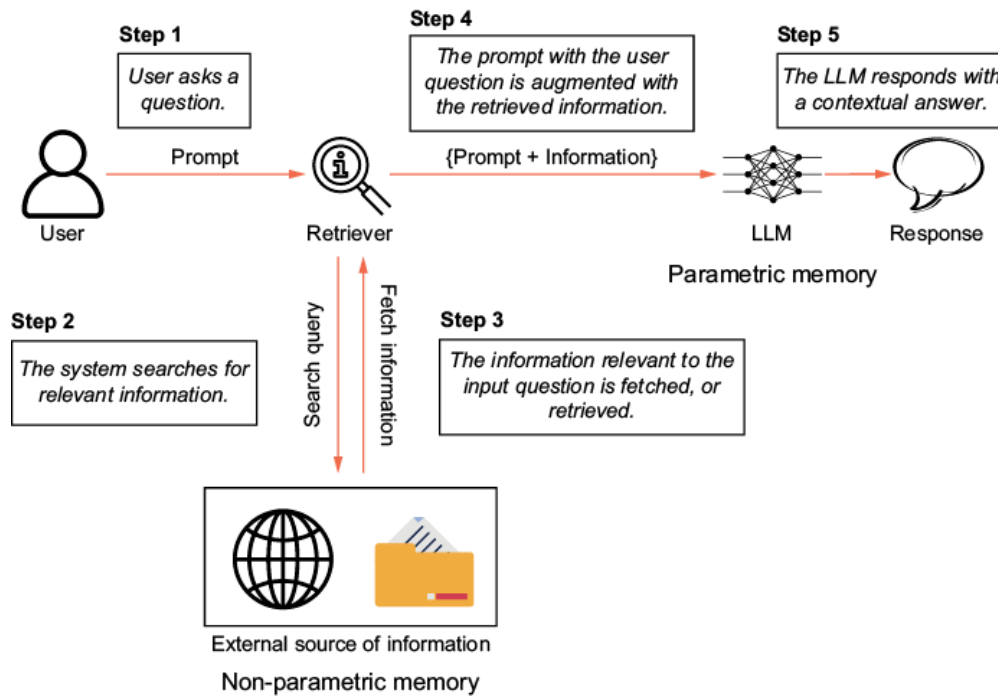 Step 1
User asks a
question.
Step 4
The prompt with the user
question is augmented with
the retrieved information.
Step 5
The LLM responds with
a contextual answer.
Prompt
{Prompt + Information}
User
Retriever
LLM
Response
Parametric memory
Step 2
The system searches for
relevant information.
Search query
Fetch information
Step 3
The information relevant to the
input question is fetched, or
retrieved.
External source of information
Non-parametric memory